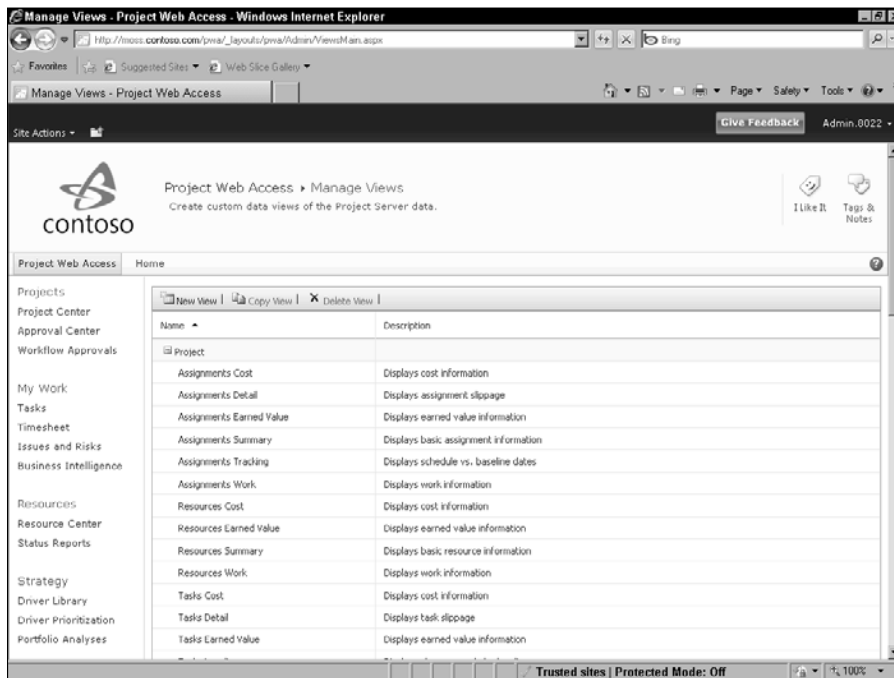 Manage Views - Project Web Access - Windows Internet Explorer
http://moss.contoso.com/pwa/_layouts/pwa/Admin/ViewsMain.aspx
Bing
Favorites Suggested Sites Web Slice Gallery
Manage Views - Project Web Access
Page Safety Tools
Site Actions
Give Feedback
Admin.8022
contoso
Project Web Access ▸ Manage Views
Create custom data views of the Project Server data.
I Like It
Tags &
Notes
Project Web Access Home
Projects
Project Center
Approval Center
Workflow Approvals
My Work
Tasks
Timesheet
Issues and Risks
Business Intelligence
Resources
Resource Center
Status Reports
Strategy
Driver Library
Driver Prioritization
Portfolio Analyses
New View | Copy View | Delete View |
Name Description
Project
Assignments Cost Displays cost information
Assignments Detail Displays assignment slippage
Assignments Earned Value Displays earned value information
Assignments Summary Displays basic assignment information
Assignments Tracking Displays schedule vs. baseline dates
Assignments Work Displays work information
Resources Cost Displays cost information
Resources Earned Value Displays earned value information
Resources Summary Displays basic resource information
Resources Work Displays work information
Tasks Cost Displays cost information
Tasks Detail Displays task slippage
Tasks Earned Value Displays earned value information
Trusted sites | Protected Mode: Off
100%